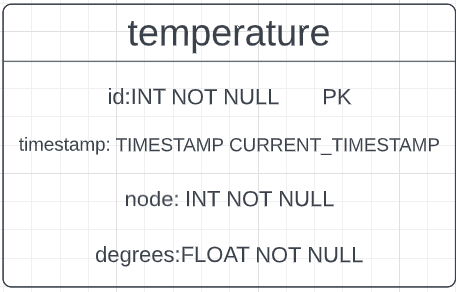 temperature
id:INT NOT NULL PK
timestamp: TIMESTAMP CURRENT_TIMESTAMP
node: INT NOT NULL
degrees:FLOAT NOT NULL